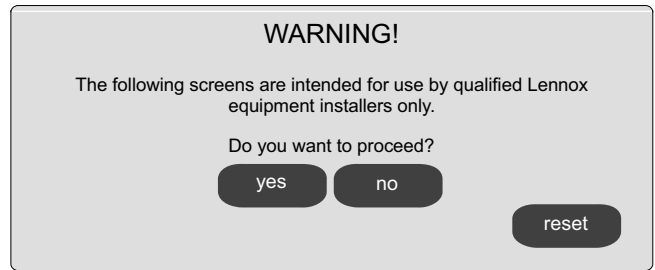 WARNING!
The following screens are intended for use by qualified Lennox
equipment installers only.
Do you want to proceed?
yes no
reset